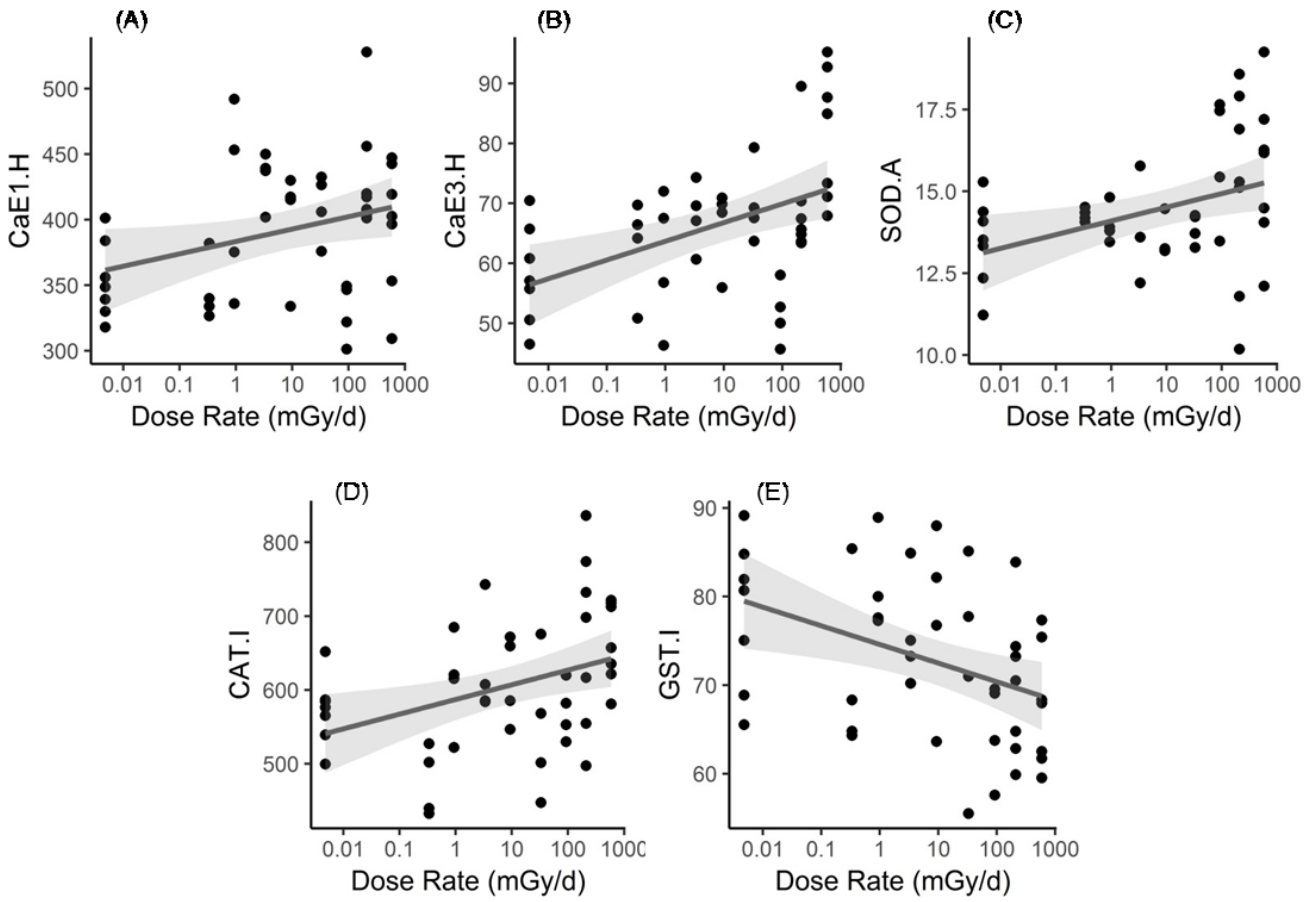 (A)
CaE1.H
500
450
400
350
300
0.01 0.1 1 10 100 1000
Dose Rate (mGy/d)
(B)
CaE3.H
90
80
70
60
50
0.01 0.1 1 10 100 1000
Dose Rate (mGy/d)
(C)
SOD.A
17.5
15.0
12.5
10.0
0.01 0.1 1 10 100 1000
Dose Rate (mGy/d)
(D)
CAT.I
800
700
600
500
0.01 0.1 1 10 100 1000
Dose Rate (mGy/d)
(E)
GST.I
90
80
70
60
0.01 0.1 1 10 100 1000
Dose Rate (mGy/d)